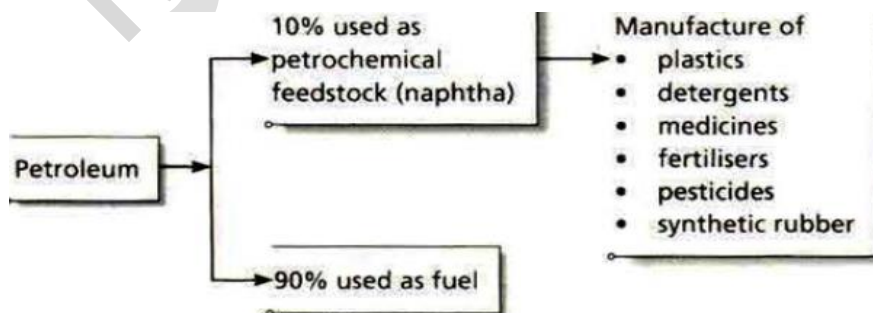 10% used as
petrochemical
feedstock (naphtha)
Manufacture of
• plastics
• detergents
• medicines
• fertilisers
• pesticides
• synthetic rubber
Petroleum
90% used as fuel